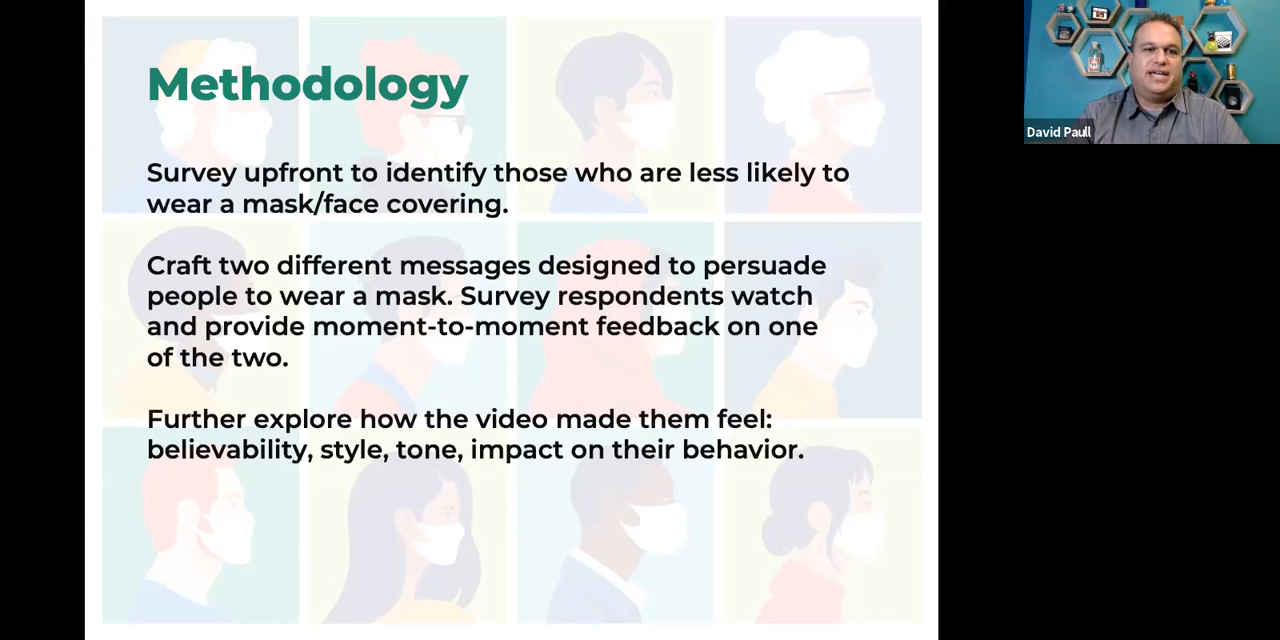 Methodology
Survey upfront to identify those who are less likely to
wear a mask/face covering.
Craft two different messages designed to persuade
people to wear a mask. Survey respondents watch
and provide moment-to-moment feedback on one
of the two.
Further explore how the video made them feel:
believability, style, tone, impact on their behavior.
David Paull